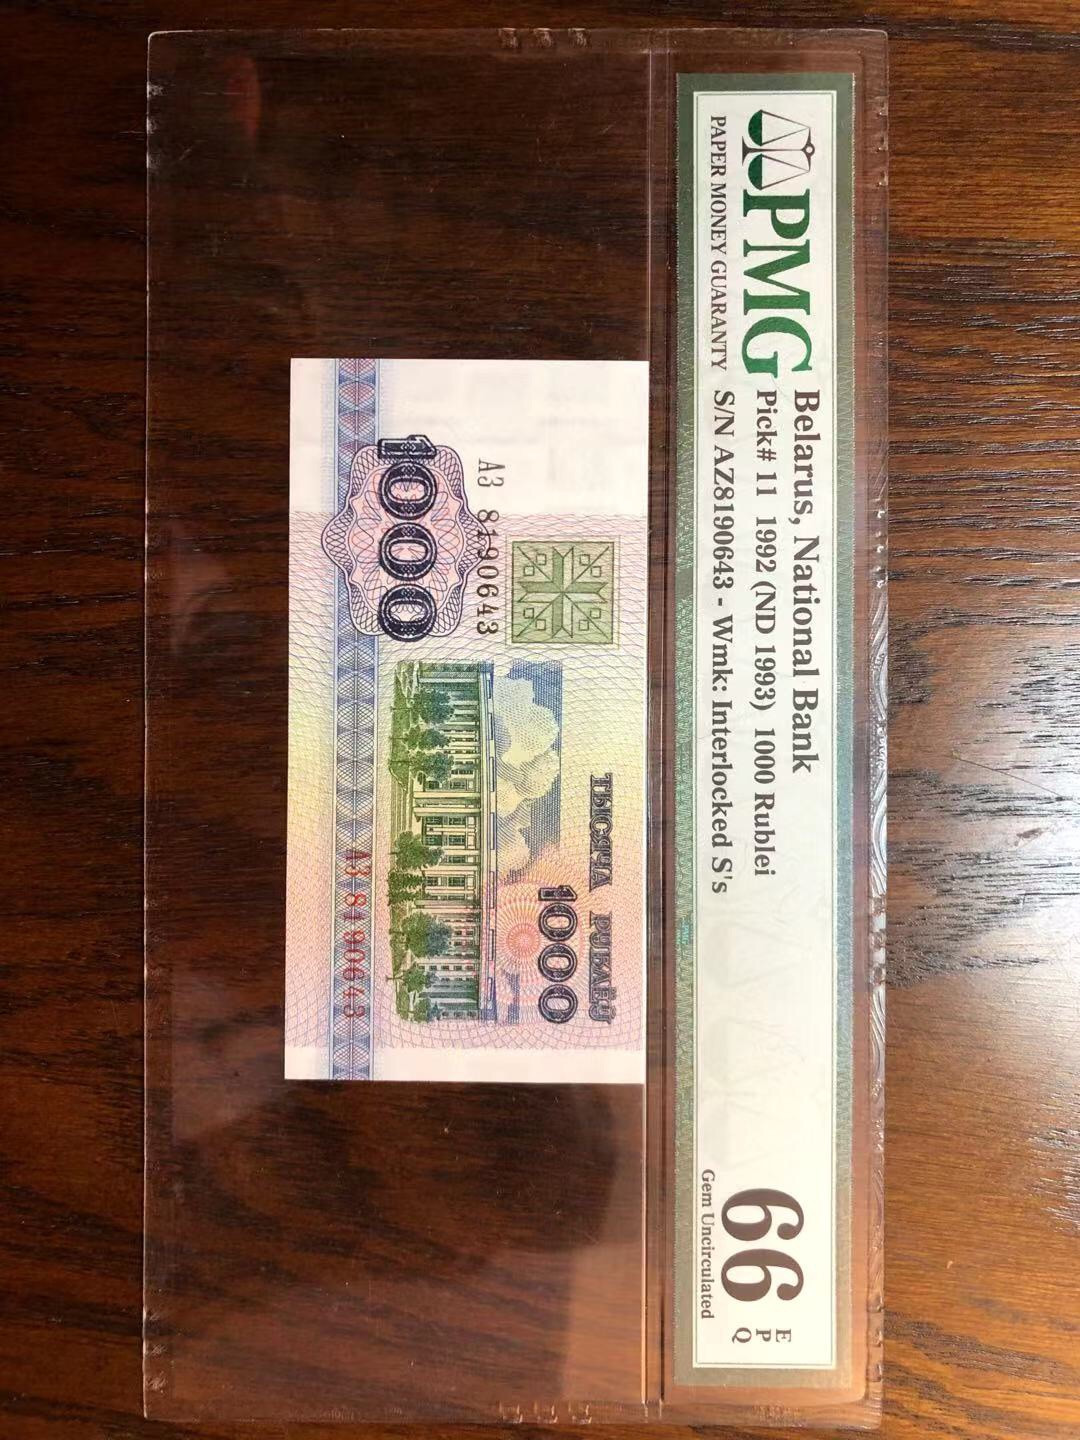 PMG
PAPER MONEY GUARANTY
Belarus, National Bank
Pick# 11 1992 (ND 1993) 1000 Rublei
S/N AZ8190643 - Wmk: Interlocked S's
66
EPQ
Gem Uncirculated
ТЫСЯЧА РУБЛЁЎ
1000
АЗ 8190643
1000
АЗ 8190643